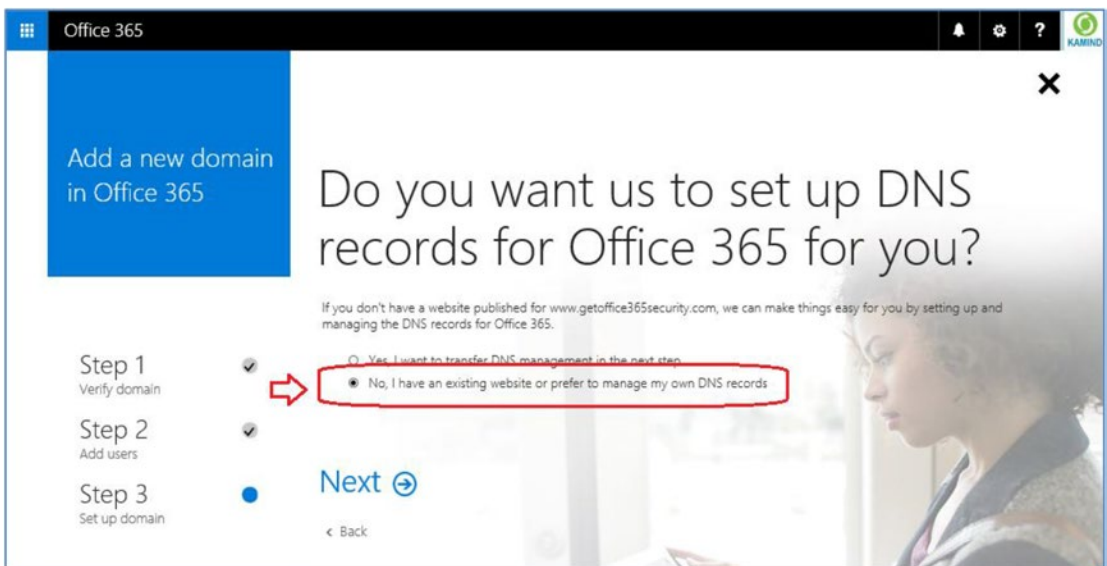 Office 365
?
KAMIND
Add a new domain
in Office 365
Do you want us to set up DNS
records for Office 365 for you?
If you don't have a website published for www.getoffice365security.com, we can make things easy for you by setting up and
managing the DNS records for Office 365.
Yes, I want to transfer DNS management in the next step
No, I have an existing website or prefer to manage my own DNS records
Step 1
Verify domain
Step 2
Add users
Step 3
Set up domain
Next
< Back